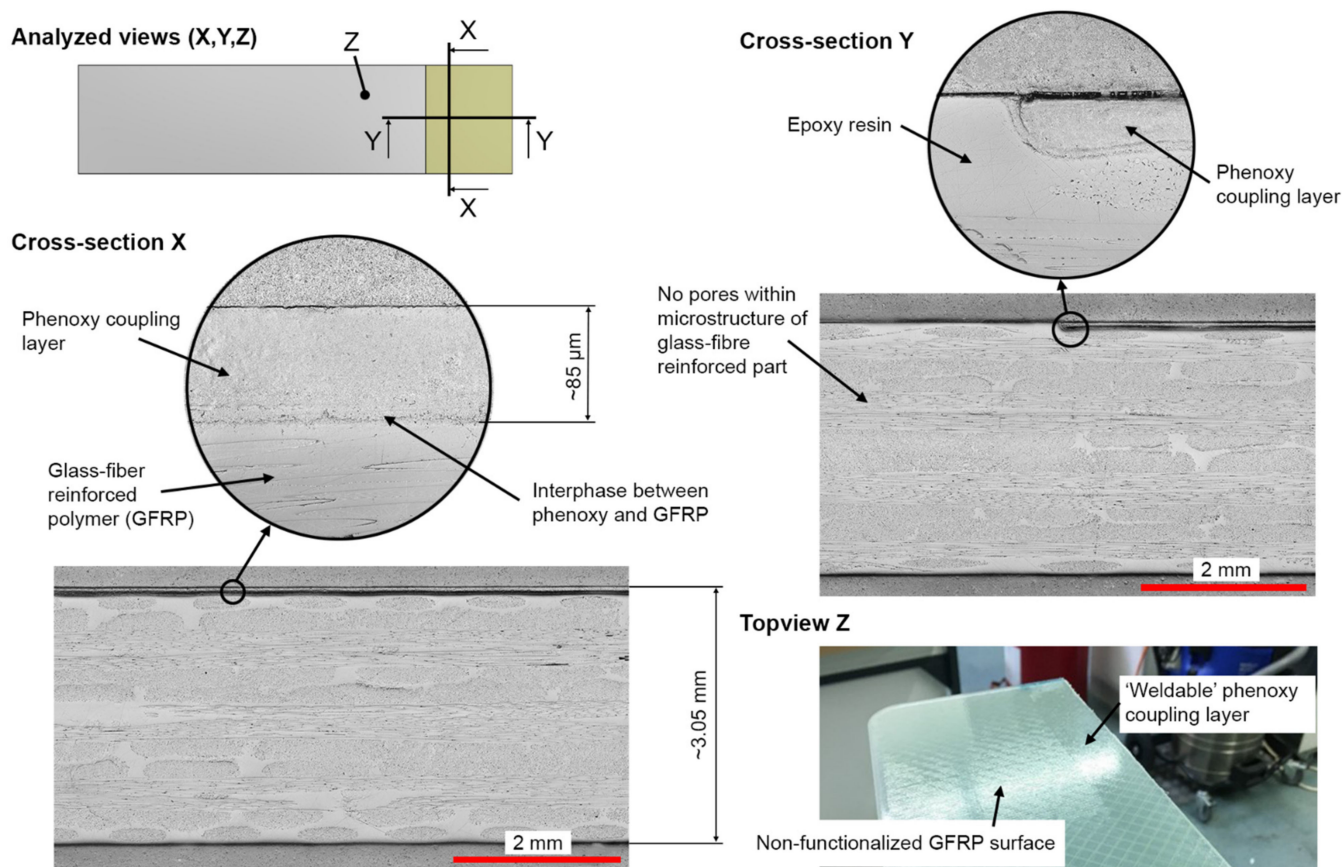 Analyzed views (X,Y,Z)
Z
X
Y
Y
X
Cross-section X
Phenoxy coupling
layer
~85 µm
Glass-fiber
reinforced
polymer (GFRP)
Interphase between
phenoxy and GFRP
2 mm
~3.05 mm
Cross-section Y
Epoxy resin
Phenoxy
coupling layer
No pores within
microstructure of
glass-fibre
reinforced part
2 mm
Topview Z
‘Weldable’ phenoxy
coupling layer
Non-functionalized GFRP surface